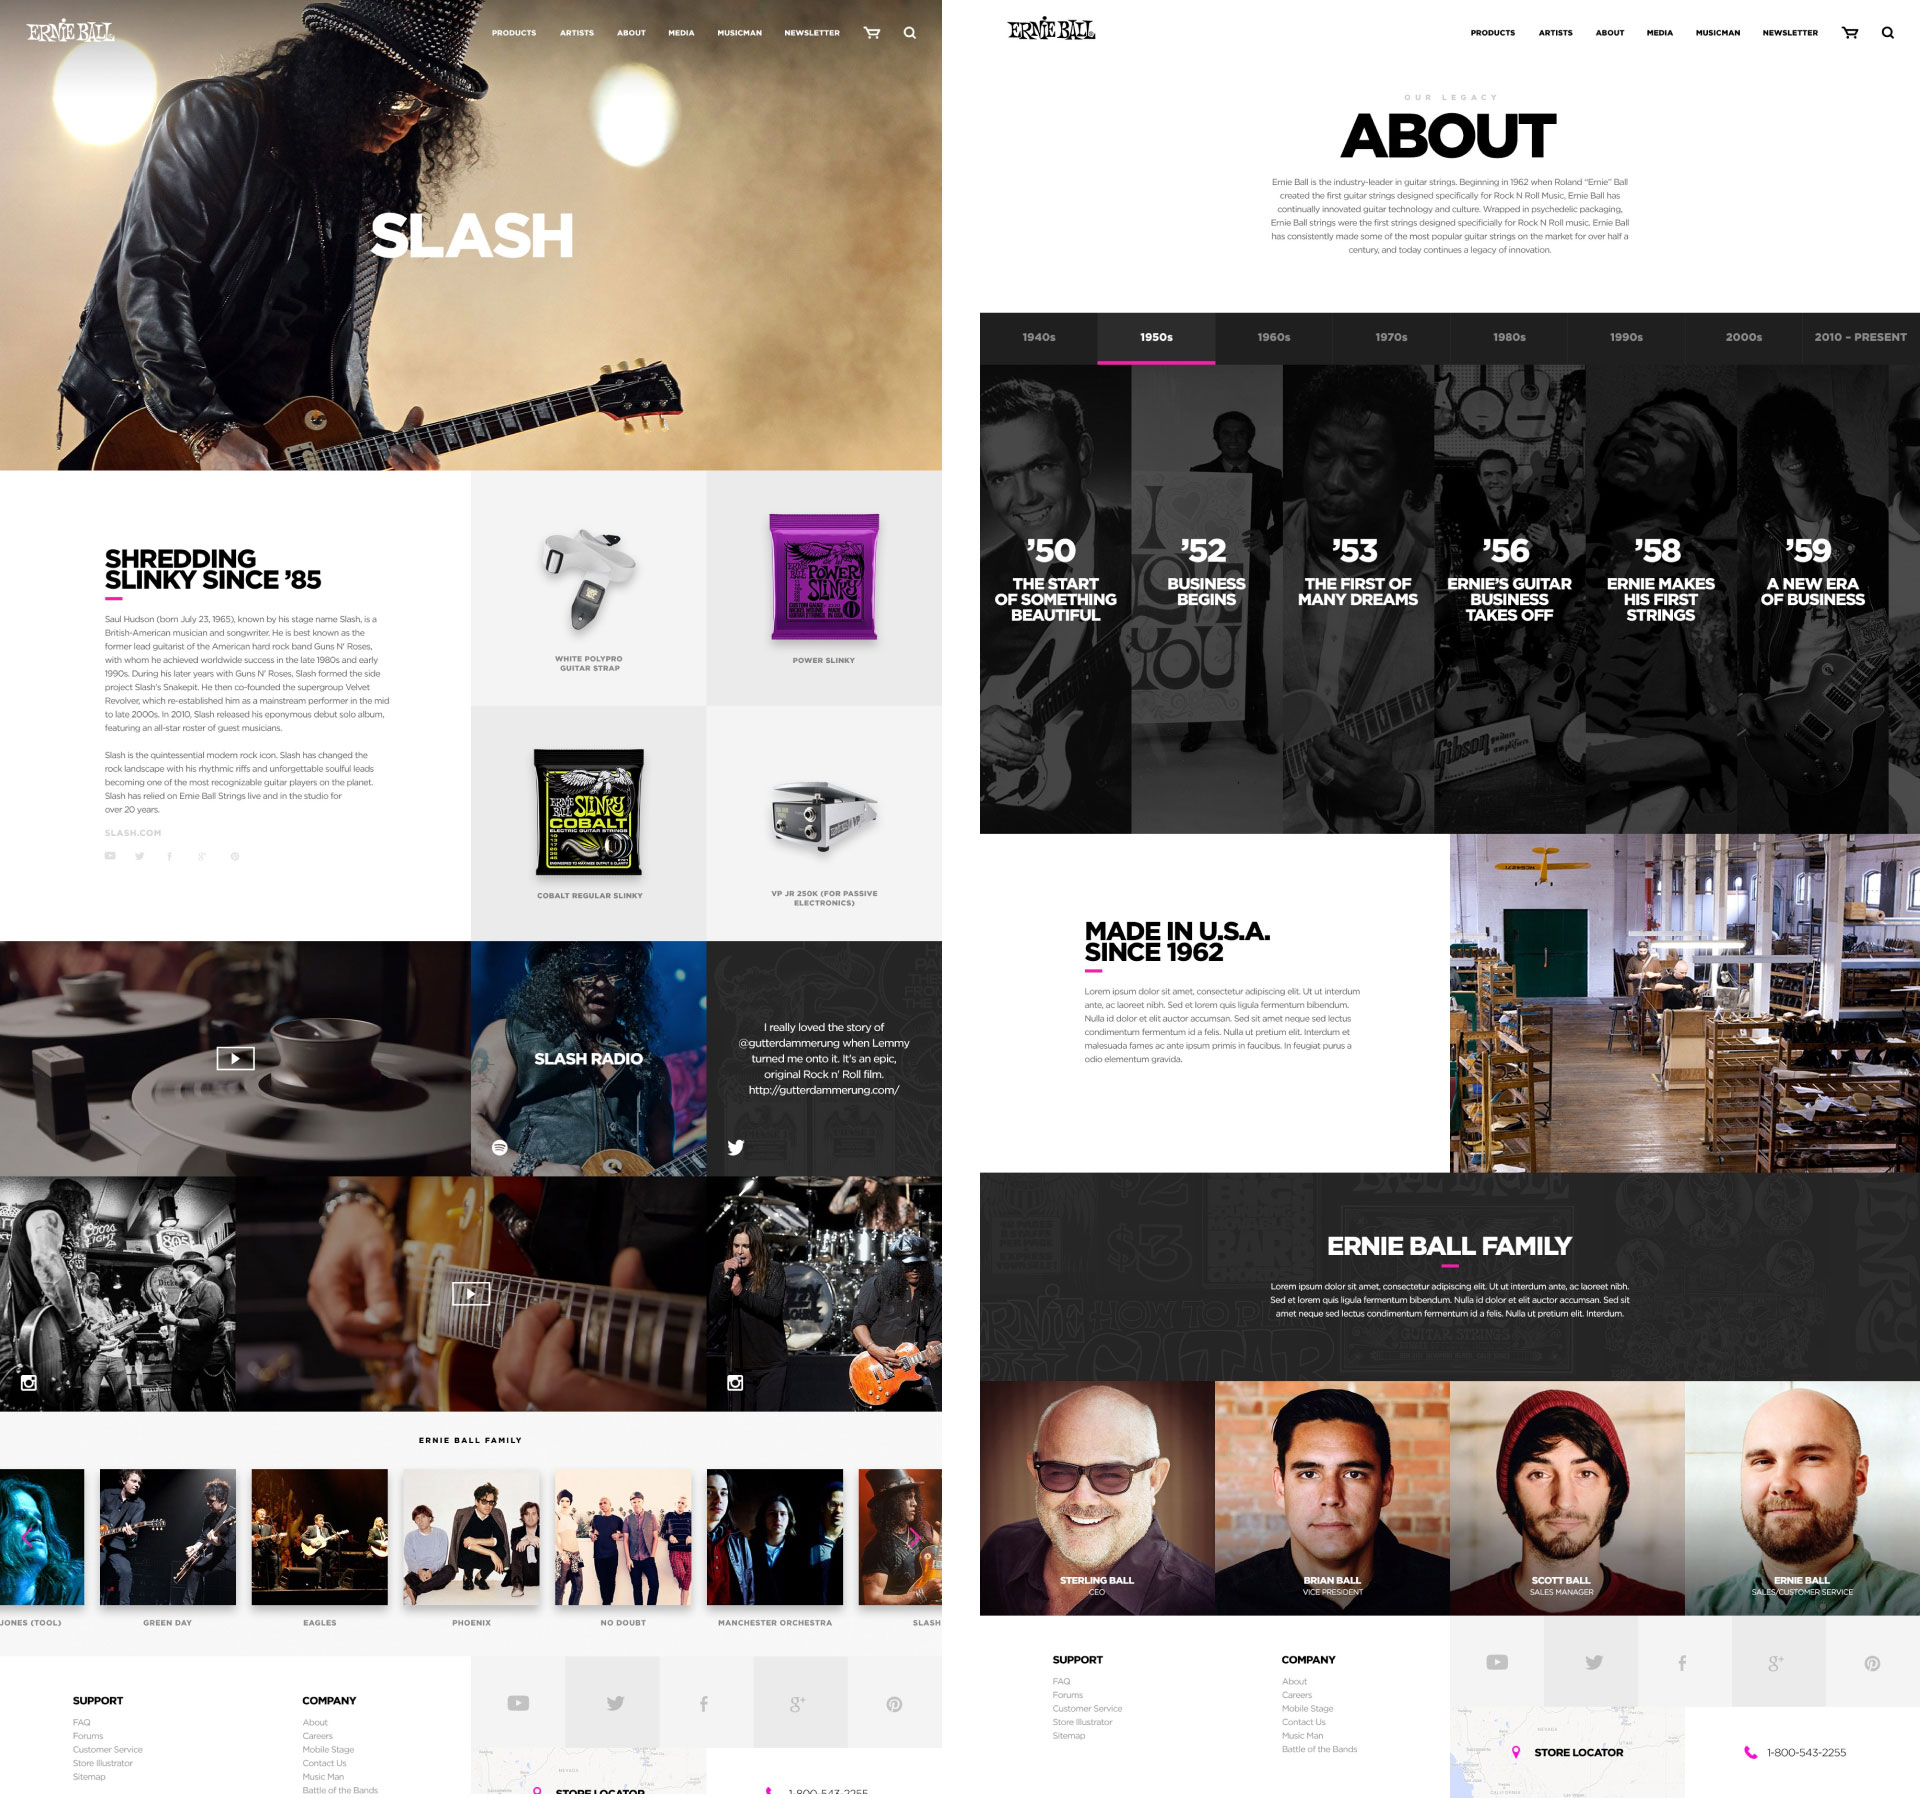 ERNIE BALL
PRODUCTS ARTISTS ABOUT MEDIA MUSICMAN NEWSLETTER
SLASH
SHREDDING
SLINKY SINCE ’85
Saul Hudson (born July 23, 1965), known by his stage name Slash, is a
British-American musician and songwriter. He is best known as the
former lead guitarist of the American hard rock band Guns N’ Roses,
with whom he achieved worldwide success in the late 1980s and early
1990s. During his later years with Guns N’ Roses, Slash formed the side
project Slash’s Snakepit. He then co-founded the supergroup Velvet
Revolver, which re-established him as a mainstream performer in the mid
to late 2000s. In 2010, Slash released his eponymous debut solo album,
featuring an all-star roster of guest musicians.
Slash is the quintessential modern rock icon. Slash has changed the
rock landscape with his rhythmic riffs and unforgettable soulful leads
becoming one of the most recognizable guitar players on the planet.
Slash has relied on Ernie Ball Strings live and in the studio for
over 20 years.
SLASH.COM
WHITE POLYPRO
GUITAR STRAP
ERNIE BALL
POWER
SLINKY
POWER SLINKY
ERNIE BALL
SLINKY
COBALT
ELECTRIC GUITAR STRINGS
COBALT REGULAR SLINKY
VP JR 250K (FOR PASSIVE
ELECTRONICS)
SLASH RADIO
I really loved the story of
@gutterdammerung when Lemmy
turned me onto it. It's an epic,
original Rock n' Roll film.
http://gutterdammerung.com/
Coors
LIGHT
ERNIE BALL FAMILY
JONES (TOOL)
GREEN DAY
EAGLES
PHOENIX
NO DOUBT
MANCHESTER ORCHESTRA
SLASH
SUPPORT
FAQ
Forums
Customer Service
Store Illustrator
Sitemap
COMPANY
About
Careers
Mobile Stage
Contact Us
Music Man
Battle of the Bands
NEVADA
UTAH
STORE LOCATOR
1-800-543-2255
ERNIE BALL
PRODUCTS ARTISTS ABOUT MEDIA MUSICMAN NEWSLETTER
OUR LEGACY
ABOUT
Ernie Ball is the industry-leader in guitar strings. Beginning in 1962 when Roland “Ernie” Ball
created the first guitar strings designed specifically for Rock N Roll Music, Ernie Ball has
continually innovated guitar technology and culture. Wrapped in psychedelic packaging,
Ernie Ball strings were the first strings designed specificially for Rock N Roll music. Ernie Ball
has consistently made some of the most popular guitar strings on the market for over half a
century, and today continues a legacy of innovation.
1940s 1950s 1960s 1970s 1980s 1990s 2000s 2010 – PRESENT
’50
THE START
OF SOMETHING
BEAUTIFUL
’52
BUSINESS
BEGINS
I
LOVE
YOU
’53
THE FIRST OF
MANY DREAMS
’56
ERNIE’S GUITAR
BUSINESS
TAKES OFF
Gibson guitars
amplifiers
’58
ERNIE MAKES
HIS FIRST
STRINGS
’59
A NEW ERA
OF BUSINESS
MADE IN U.S.A.
SINCE 1962
Lorem ipsum dolor sit amet, consectetur adipiscing elit. Ut ut interdum
ante, ac laoreet nibh. Sed et lorem quis ligula fermentum bibendum.
Nulla id dolor et elit auctor accumsan. Sed sit amet neque sed lectus
condimentum fermentum id a felis. Nulla ut pretium elit. Interdum et
malesuada fames ac ante ipsum primis in faucibus. In feugiat purus a
odio elementum gravida.
ERNIE BALL FAMILY
Lorem ipsum dolor sit amet, consectetur adipiscing elit. Ut ut interdum ante, ac laoreet nibh.
Sed et lorem quis ligula fermentum bibendum. Nulla id dolor et elit auctor accumsan. Sed sit
amet neque sed lectus condimentum fermentum id a felis. Nulla ut pretium elit. Interdum.
STERLING BALL
CEO
BRIAN BALL
VICE PRESIDENT
SCOTT BALL
SALES MANAGER
ERNIE BALL
SALES/CUSTOMER SERVICE
SUPPORT
FAQ
Forums
Customer Service
Store Illustrator
Sitemap
COMPANY
About
Careers
Mobile Stage
Contact Us
Music Man
Battle of the Bands
NEVADA
UTAH
CALIFORNIA
STORE LOCATOR
1-800-543-2255